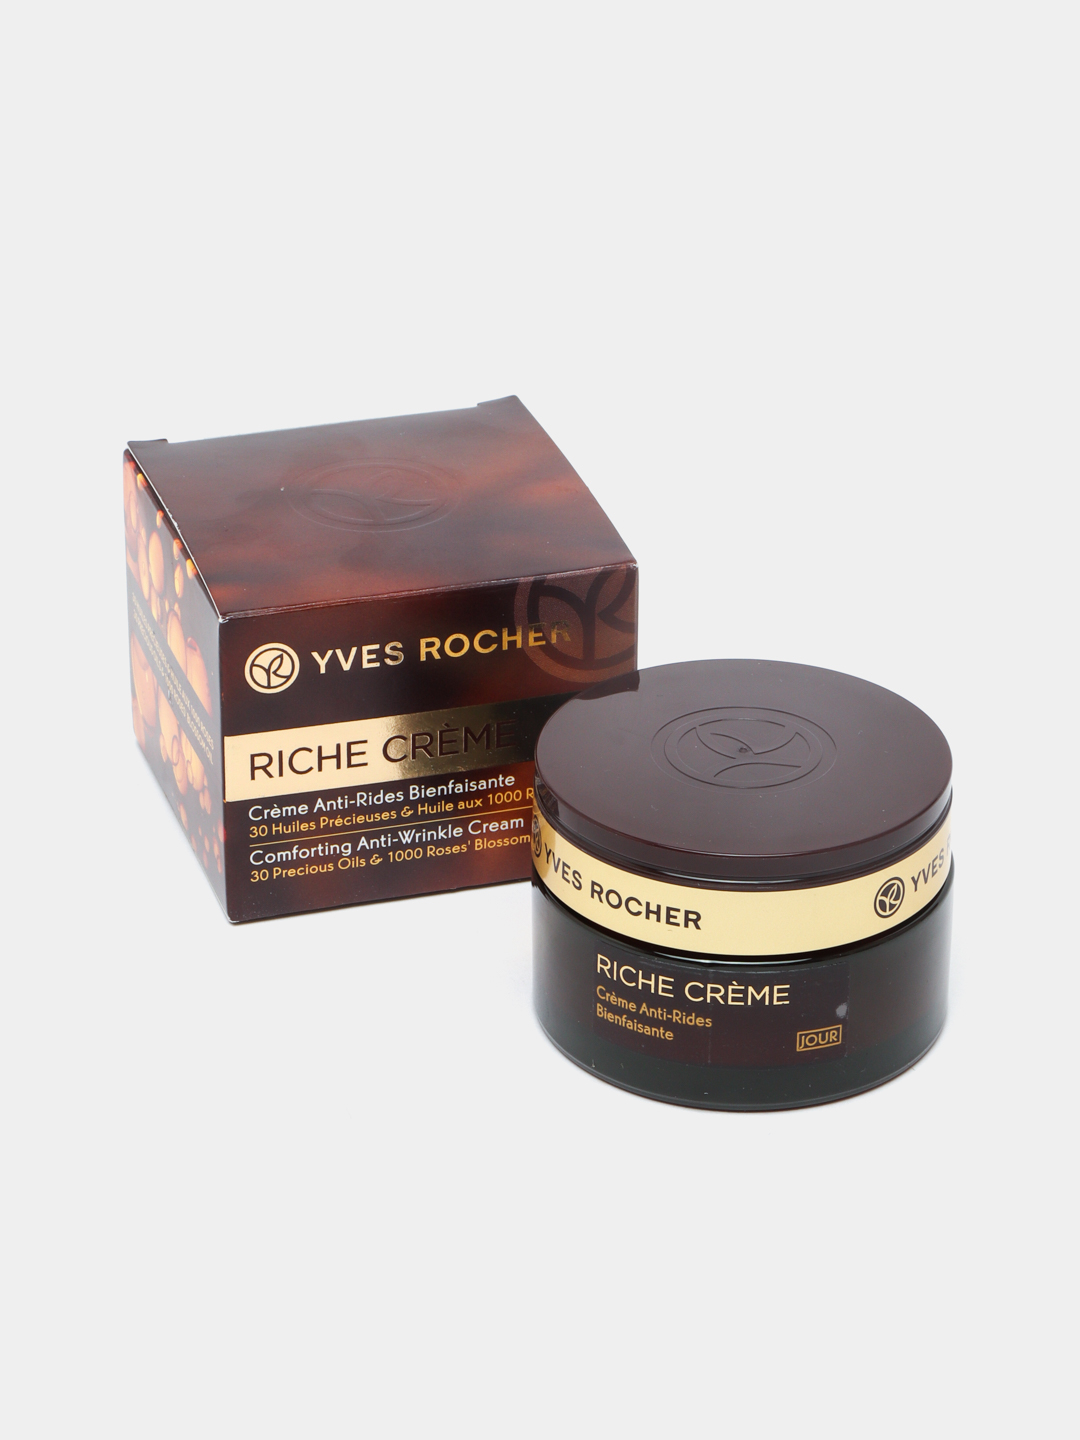 YVES ROCHER
RICHE CRÈME
Crème Anti-Rides Bienfaisante
30 Huiles Précieuses & Huile aux 1000
Comforting Anti-Wrinkle Cream
30 Precious Oils & 1000 Roses' Blossom
YVES ROCHER
YVES
RICHE CRÈME
Crème Anti-Rides
Bienfaisante
JOUR